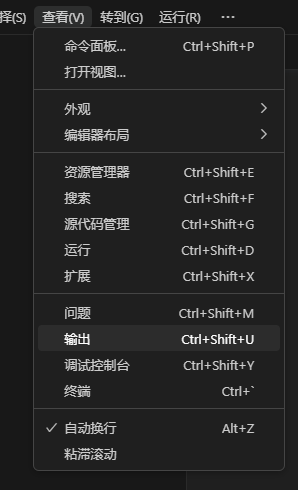 择(S) 查看(V) 转到(G) 运行(R) ···
命令面板... Ctrl+Shift+P
打开视图...
外观
编辑器布局
资源管理器 Ctrl+Shift+E
搜索 Ctrl+Shift+F
源代码管理 Ctrl+Shift+G
运行 Ctrl+Shift+D
扩展 Ctrl+Shift+X
问题 Ctrl+Shift+M
输出 Ctrl+Shift+U
调试控制台 Ctrl+Shift+Y
终端 Ctrl+`
自动换行 Alt+Z
粘滞滚动